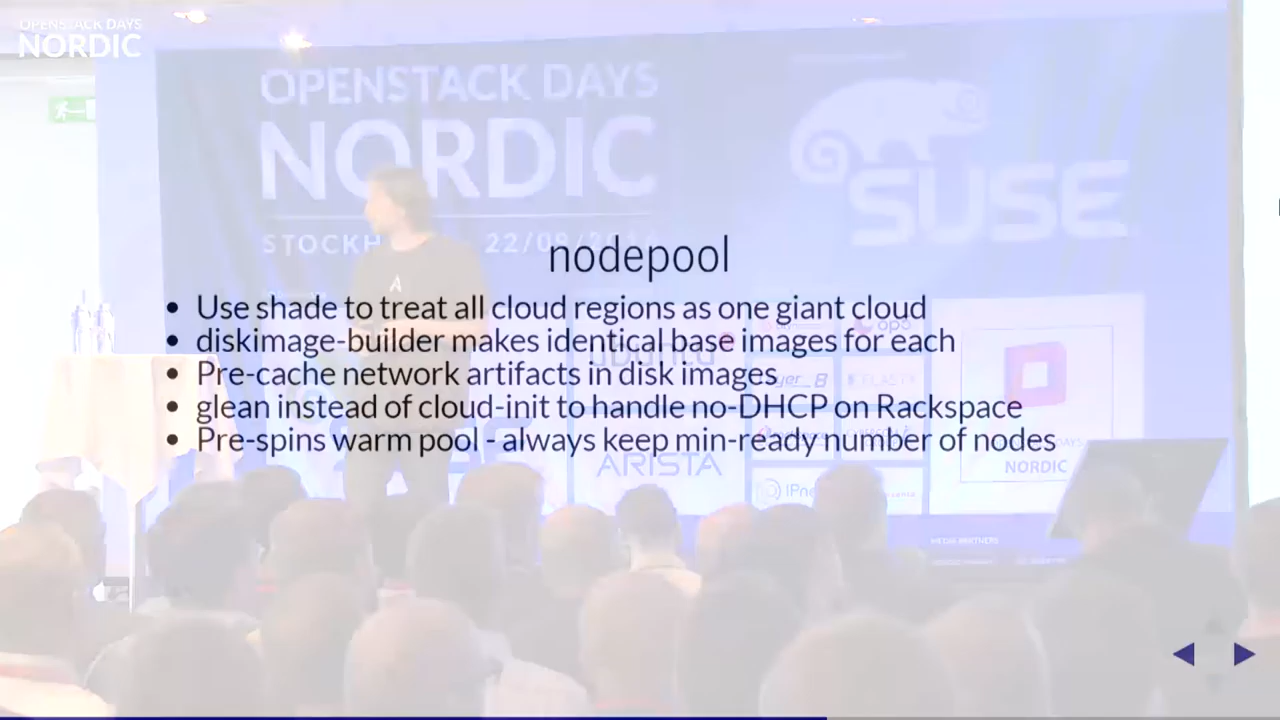 OPENSTACK DAYS
NORDIC
OPENSTACK DAYS
NORDIC
SUSE
nodepool
Use shade to treat all cloud regions as one giant cloud
diskimage-builder makes identical base images for each
Pre-cache network artifacts in disk images
glean instead of cloud-init to handle no-DHCP on Rackspace
Pre-spins warm pool - always keep min-ready number of nodes
ARISTA
NORDIC
MEDIA PARTNERS